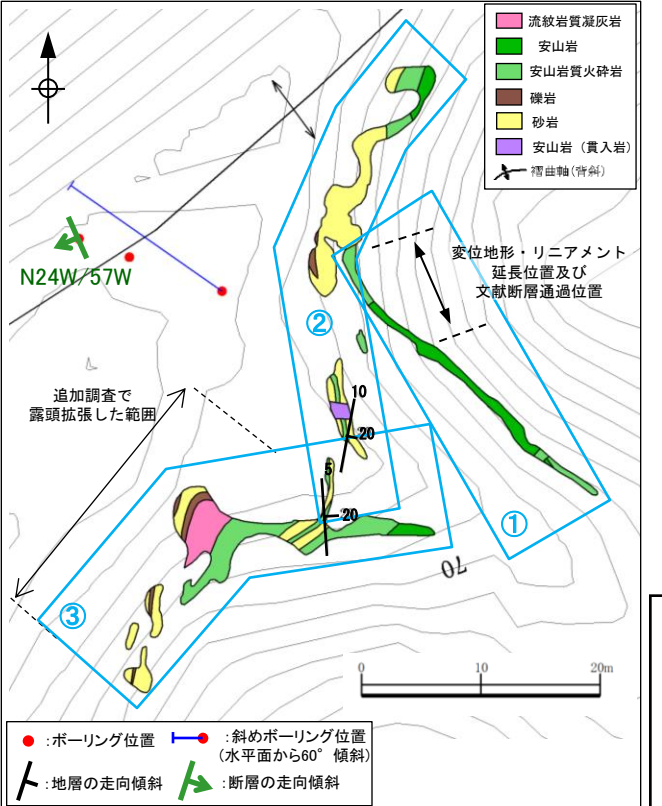 流紋岩質凝灰岩
安山岩
安山岩質火砕岩
礫岩
砂岩
安山岩（貫入岩）
褶曲軸(背斜)
N24W/57W
変位地形・リニアメント
延長位置及び
文献断層通過位置
②
追加調査で
露頭拡張した範囲
10
20
5
20
①
70
③
0 10 20m
:ボーリング位置
:斜めボーリング位置
(水平面から60°傾斜)
:地層の走向傾斜
:断層の走向傾斜